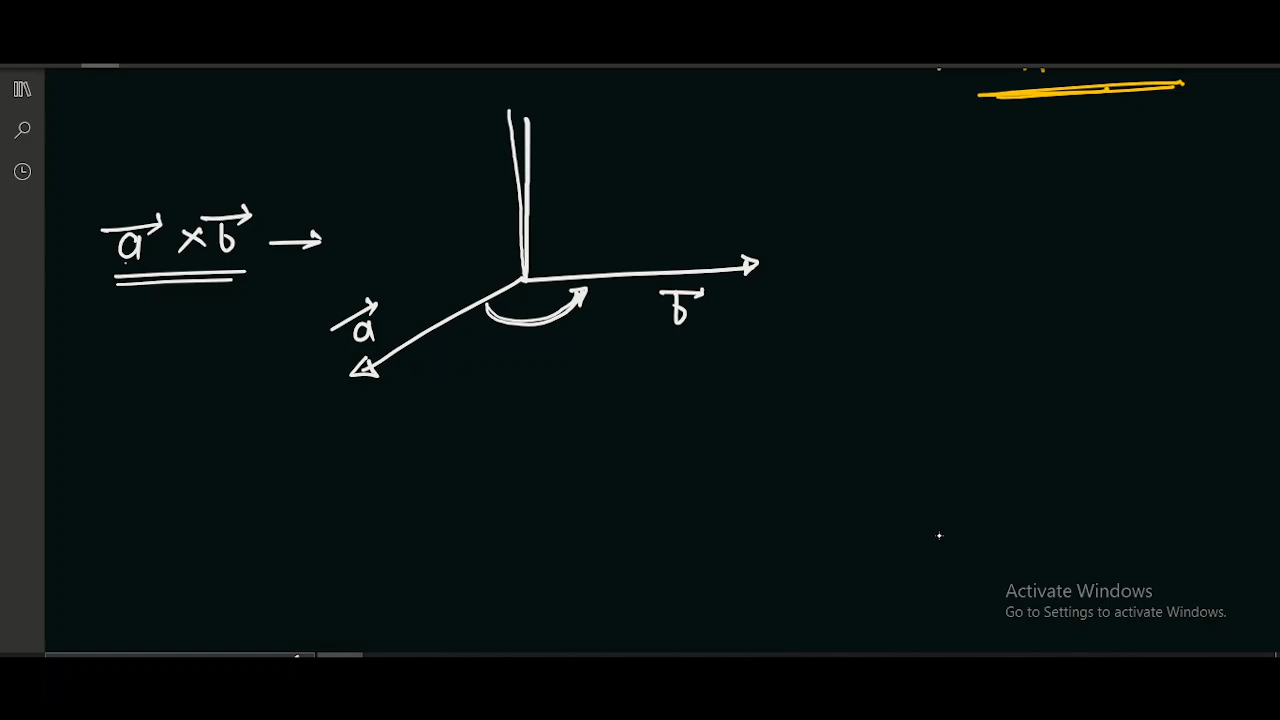 a⃗ × b⃗ →
a⃗
b⃗
Activate Windows
Go to Settings to activate Windows.